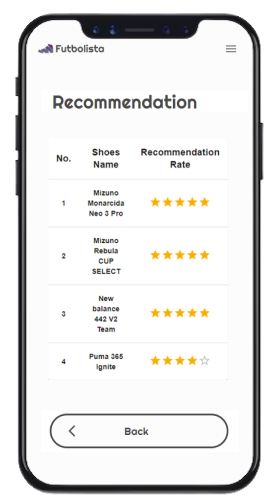 Futbolista
Recommendation
No.
Shoes
Name
Recommendation
Rate
1
Mizuno
Monarcida
Neo 3 Pro
2
Mizuno
Rebula
CUP
SELECT
3
New
balance
442 V2
Team
4
Puma 365
Ignite
Back